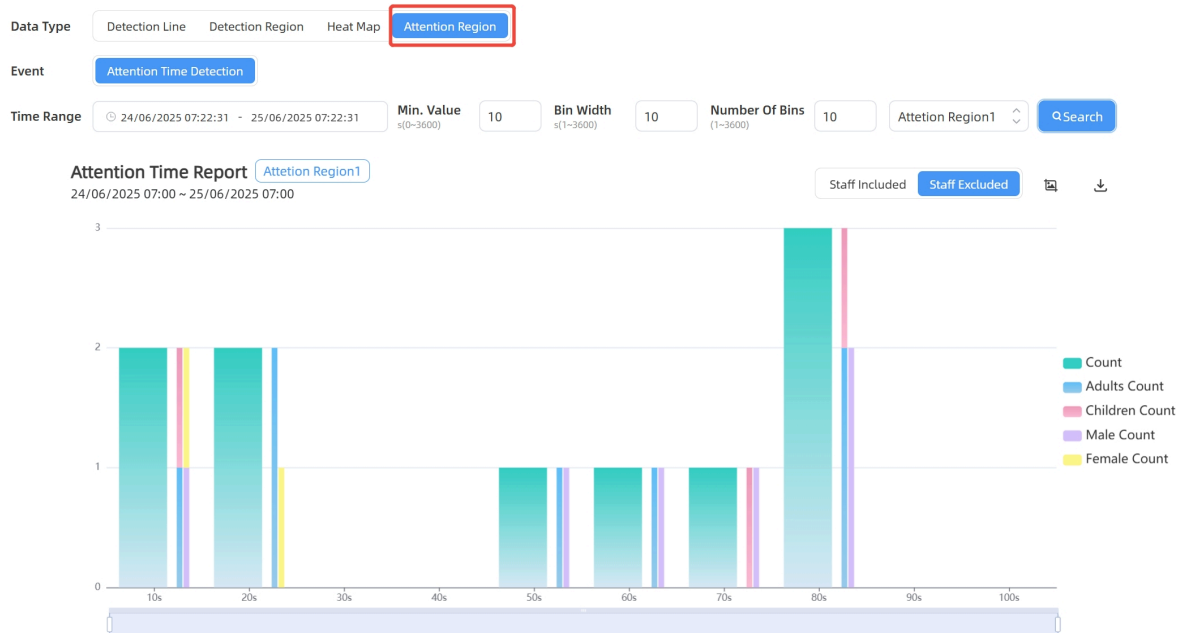 Data Type Detection Line Detection Region Heat Map Attention Region
Event Attention Time Detection
Time Range 24/06/2025 07:22:31 - 25/06/2025 07:22:31 Min. Value s(0~3600) 10 Bin Width s(1~3600) 10 Number Of Bins (1~3600) 10 Attetion Region1 Search
Attention Time Report Attetion Region1
24/06/2025 07:00 ~ 25/06/2025 07:00
Staff Included Staff Excluded
3
2
1
0
10s 20s 30s 40s 50s 60s 70s 80s 90s 100s
Count
Adults Count
Children Count
Male Count
Female Count